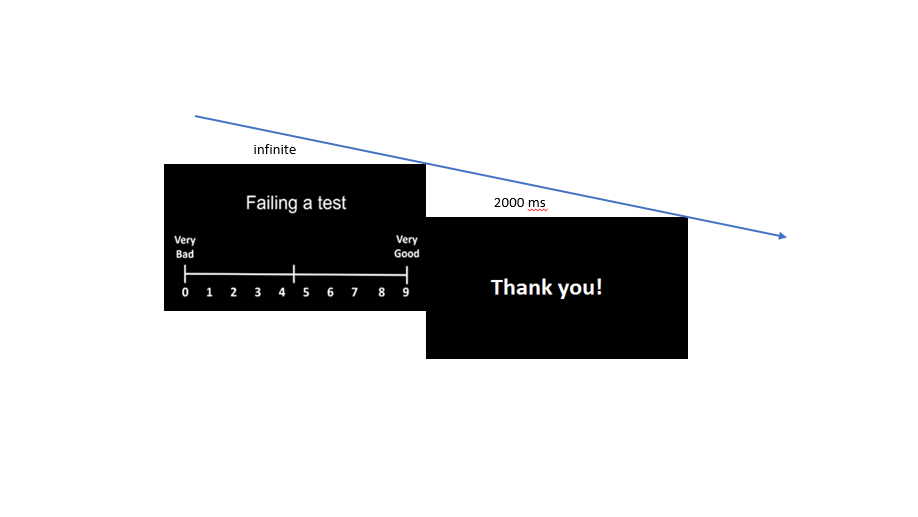 infinite
Failing a test
Very Bad
Very Good
0 1 2 3 4 5 6 7 8 9
2000 ms
Thank you!